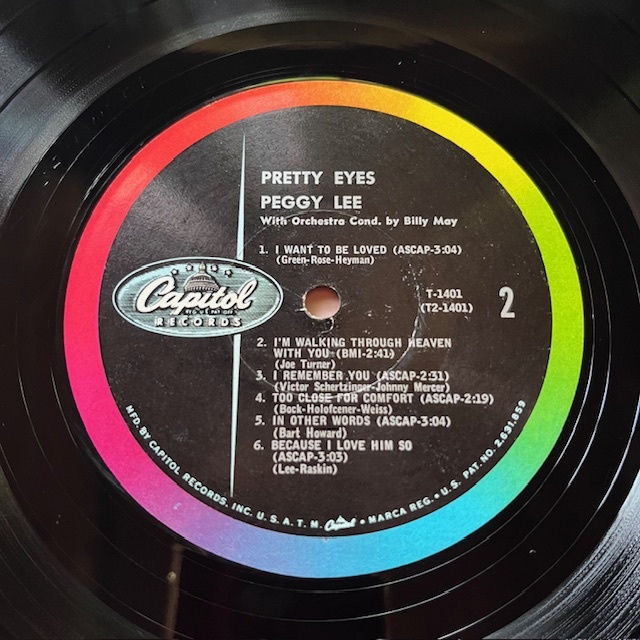 PRETTY EYES
PEGGY LEE
With Orchestra Cond. by Billy May
1. I WANT TO BE LOVED (ASCAP-3:04)
(Green-Rose-Heyman)
Capitol
REG. U.S. PAT. OFF.
RECORDS
T-1401
(T2-1401)
2
2. I'M WALKING THROUGH HEAVEN
WITH YOU (BMI-2:41)
(Joe Turner)
3. I REMEMBER YOU (ASCAP-2:31)
(Victor Schertzinger-Johnny Mercer)
4. TOO CLOSE FOR COMFORT (ASCAP-2:19)
(Bock-Holofcener-Weiss)
5. IN OTHER WORDS (ASCAP-3:04)
(Bart Howard)
6. BECAUSE I LOVE HIM SO
(ASCAP-3:03)
(Lee-Raskin)
MFD. BY CAPITOL RECORDS, INC. U. S. A. T. M. Capitol • MARCA REG. • U. S. PAT. NO. 2,631,859